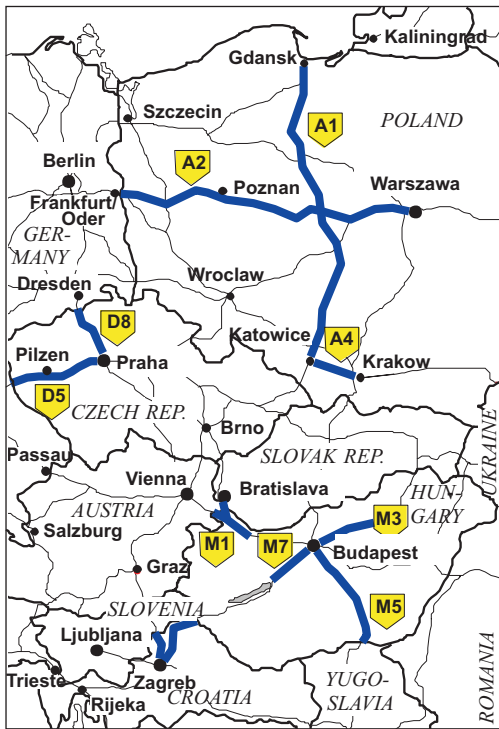 Kaliningrad
Gdansk
Szczecin
A1
POLAND
Berlin
A2
Poznan
Warszawa
Frankfurt/
Oder
GER-
MANY
Dresden
Wroclaw
D8
Katowice
A4
Pilzen
Praha
Krakow
D5
CZECH REP.
Brno
SLOVAK REP.
UKRAINE
Passau
Vienna
Bratislava
HUN-
GARY
AUSTRIA
M3
Salzburg
M1
M7
Budapest
Graz
SLOVENIA
M5
Ljubljana
Trieste
Zagreb
CROATIA
YUGO-
SLAVIA
ROMANIA
Rijeka